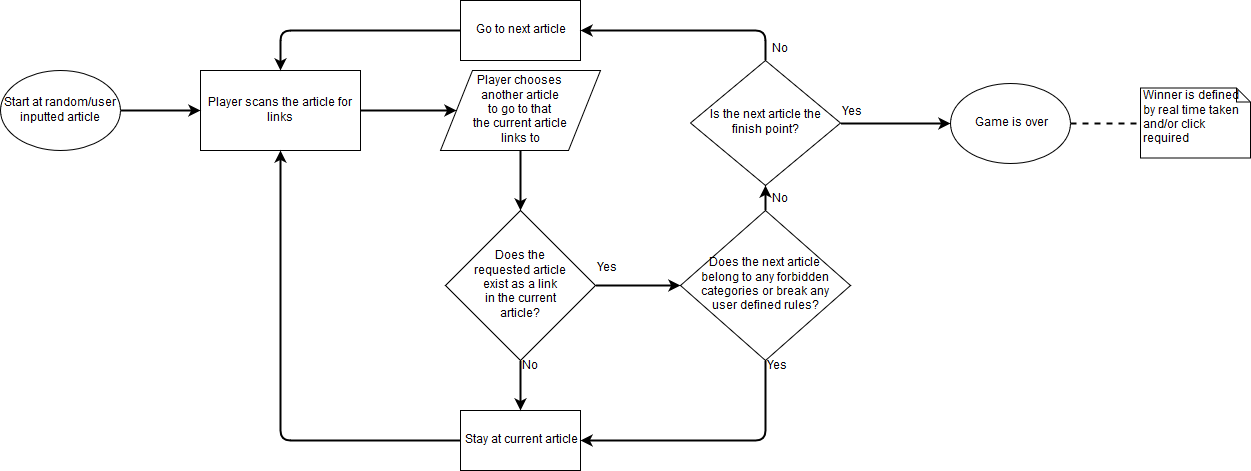 Go to next article
No
Start at random/user
inputted article
Player scans the article for
links
Player chooses
another article
to go to that
the current article
links to
Is the next article the
finish point?
Yes
Game is over
Winner is defined
by real time taken
and/or click
required
No
Does the
requested article
exist as a link
in the current
article?
Yes
Does the next article
belong to any forbidden
categories or break any
user defined rules?
No
Yes
Stay at current article